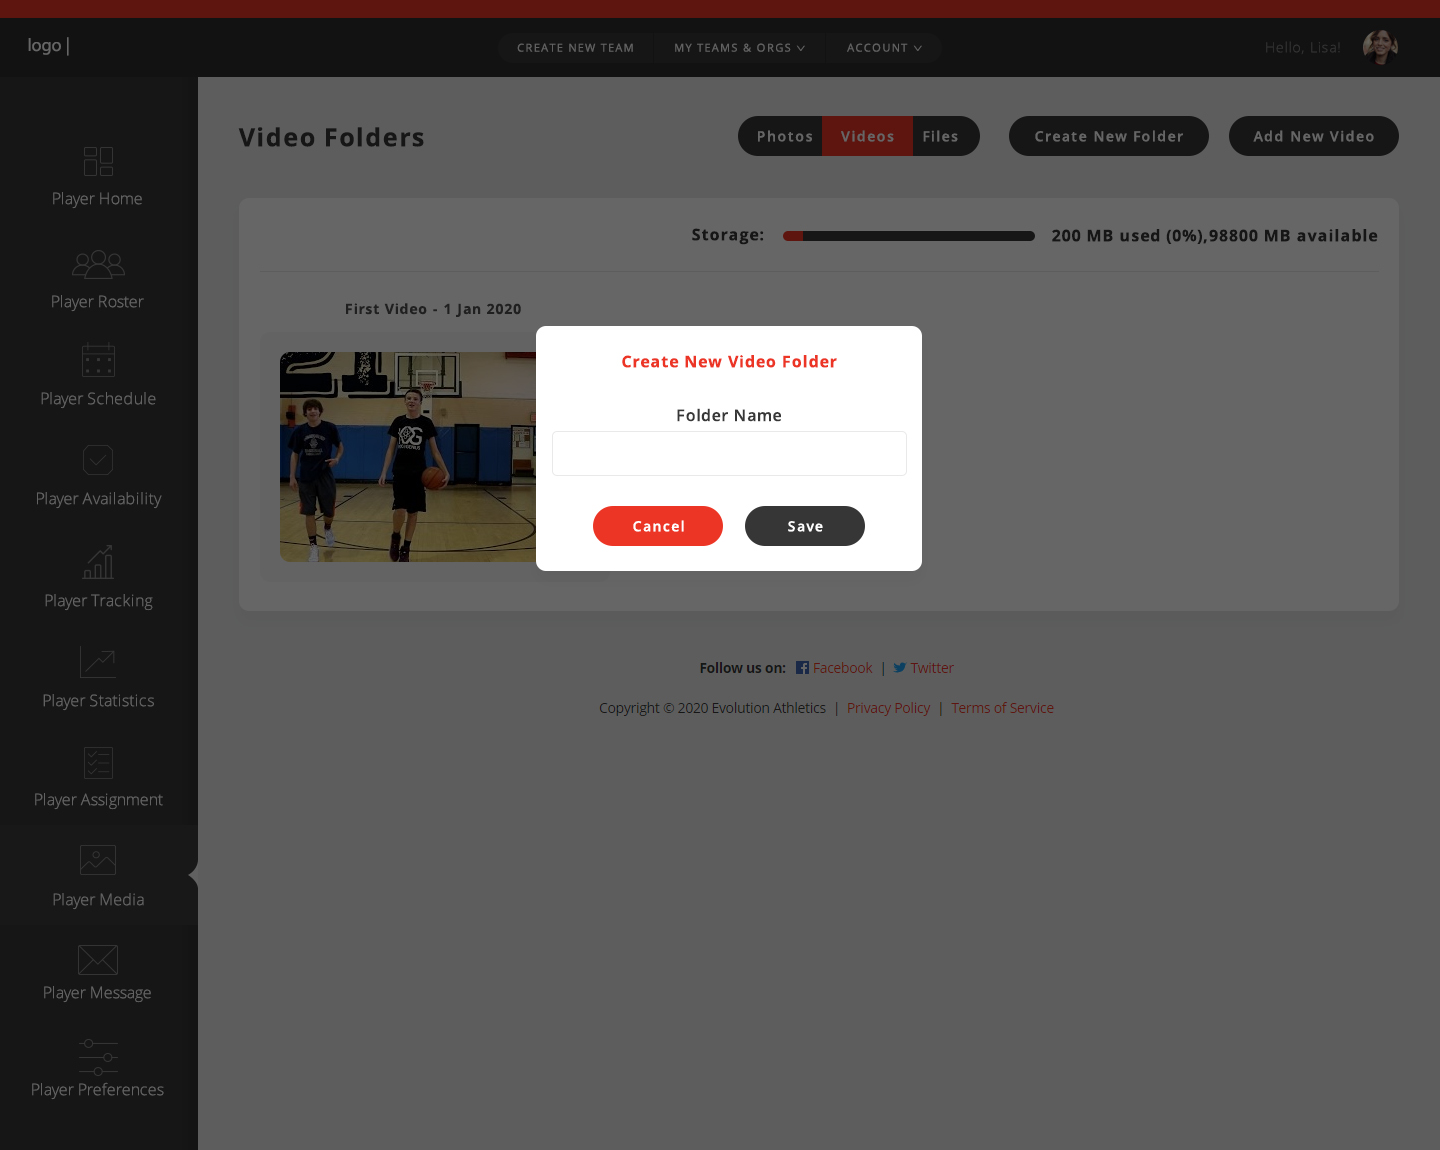 logo |
CREATE NEW TEAM
MY TEAMS & ORGS
ACCOUNT
Hello, Lisa!
Player Home
Player Roster
Player Schedule
Player Availability
Player Tracking
Player Statistics
Player Assignment
Player Media
Player Message
Player Preferences
Video Folders
Photos
Videos
Files
Create New Folder
Add New Video
Storage:
200 MB used (0%),98800 MB available
First Video - 1 Jan 2020
Create New Video Folder
Folder Name
Cancel
Save
Follow us on: Facebook | Twitter
Copyright © 2020 Evolution Athletics | Privacy Policy | Terms of Service